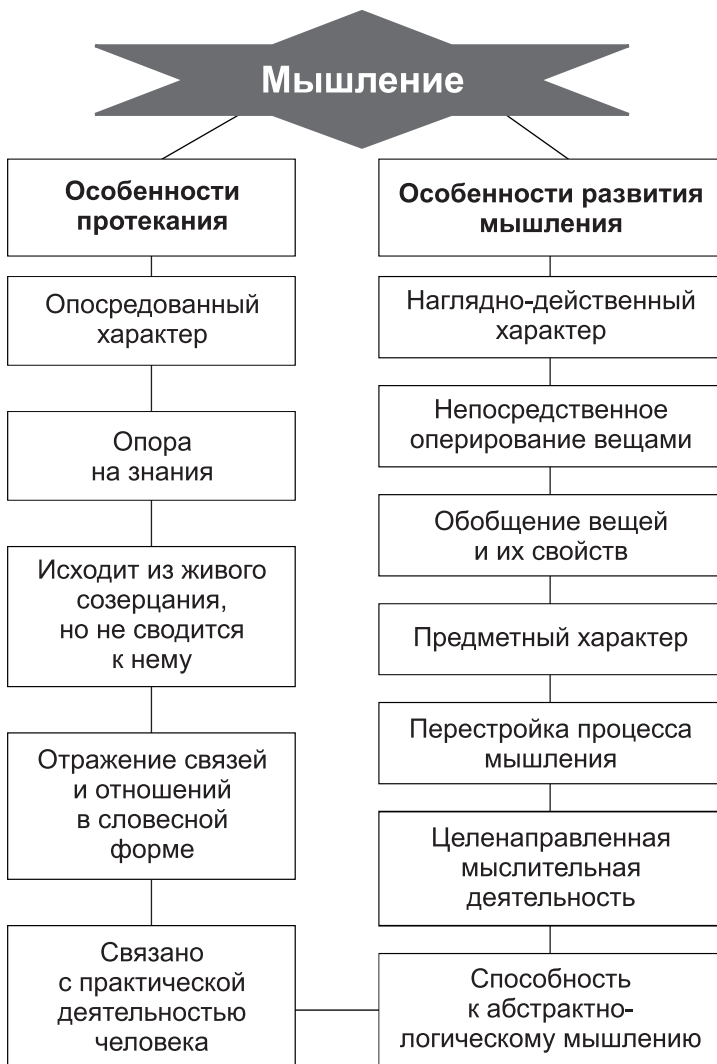 Мышление
Особенности
протекания
Опосредованный
характер
Опора
на знания
Исходит из живого
созерцания,
но не сводится
к нему
Отражение связей
и отношений
в словесной
форме
Связано
с практической
деятельностью
человека
Особенности развития
мышления
Наглядно-действенный
характер
Непосредственное
оперирование вещами
Обобщение вещей
и их свойств
Предметный характер
Перестройка процесса
мышления
Целенаправленная
мыслительная
деятельность
Способность
к абстрактно-
логическому мышлению